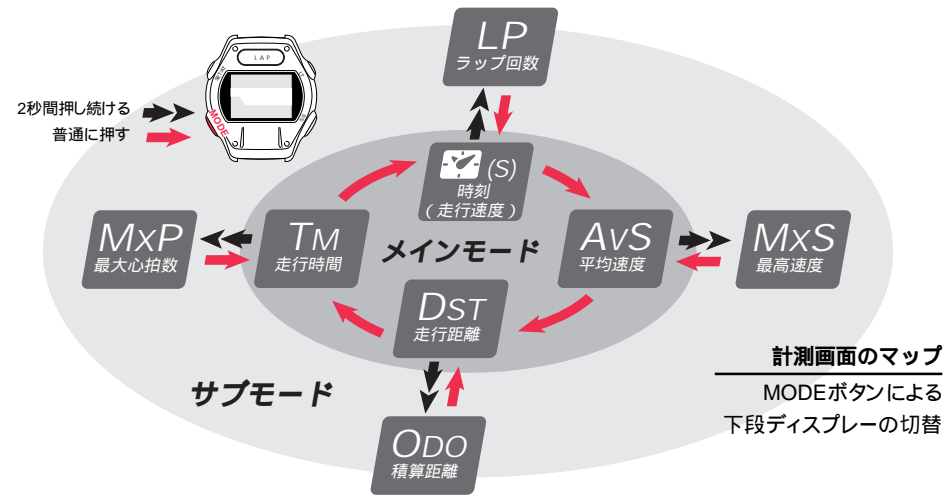 LP
ラップ回数
LAP
MODE
2秒間押し続ける
普通に押す
(S)
時刻
(走行速度)
MxP
最大心拍数
TM
走行時間
メインモード
AvS
平均速度
MxS
最高速度
DST
走行距離
サブモード
ODO
積算距離
計測画面のマップ
MODEボタンによる
下段ディスプレーの切替